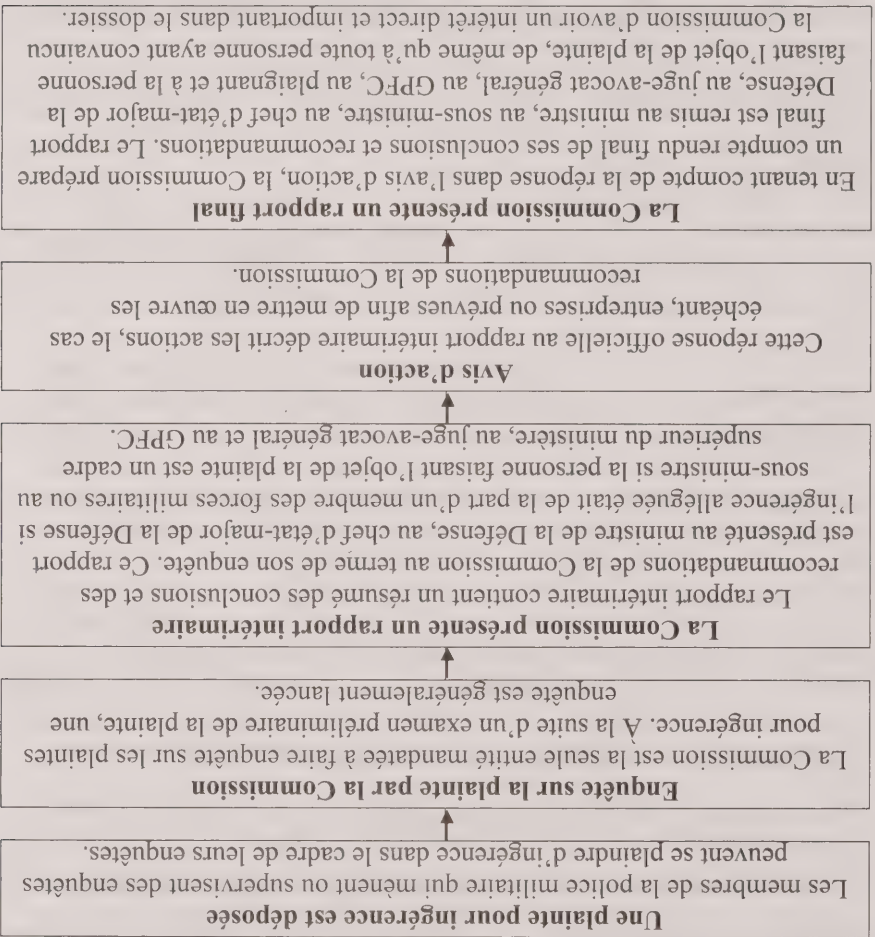 Une plainte pour ingérence est déposée
Les membres de la police militaire qui mènent ou supervisent des enquêtes
peuvent se plaindre d'ingérence dans le cadre de leurs enquêtes.
Enquête sur la plainte par la Commission
La Commission est la seule entité mandatée à faire enquête sur les plaintes
pour ingérence. À la suite d'un examen préliminaire de la plainte, une
enquête est généralement lancée.
La Commission présente un rapport intérimaire
Le rapport intérimaire contient un résumé des conclusions et des
recommandations de la Commission au terme de son enquête. Ce rapport
est présenté au ministre de la Défense, au chef d'état-major de la Défense si
l'ingérence alléguée était de la part d'un membre des forces militaires ou au
sous-ministre si la personne faisant l'objet de la plainte est un cadre
supérieur du ministère, au juge-avocat général et au GPFC.
Avis d'action
Cette réponse officielle au rapport intérimaire décrit les actions, le cas
échéant, entreprises ou prévues afin de mettre en œuvre les
recommandations de la Commission.
La Commission présente un rapport final
En tenant compte de la réponse dans l'avis d'action, la Commission prépare
un compte rendu final de ses conclusions et recommandations. Le rapport
final est remis au ministre, au sous-ministre, au chef d'état-major de la
Défense, au juge-avocat général, au GPFC, au plaignant et à la personne
faisant l'objet de la plainte, de même qu'à toute personne ayant convaincu
la Commission d'avoir un intérêt direct et important dans le dossier.